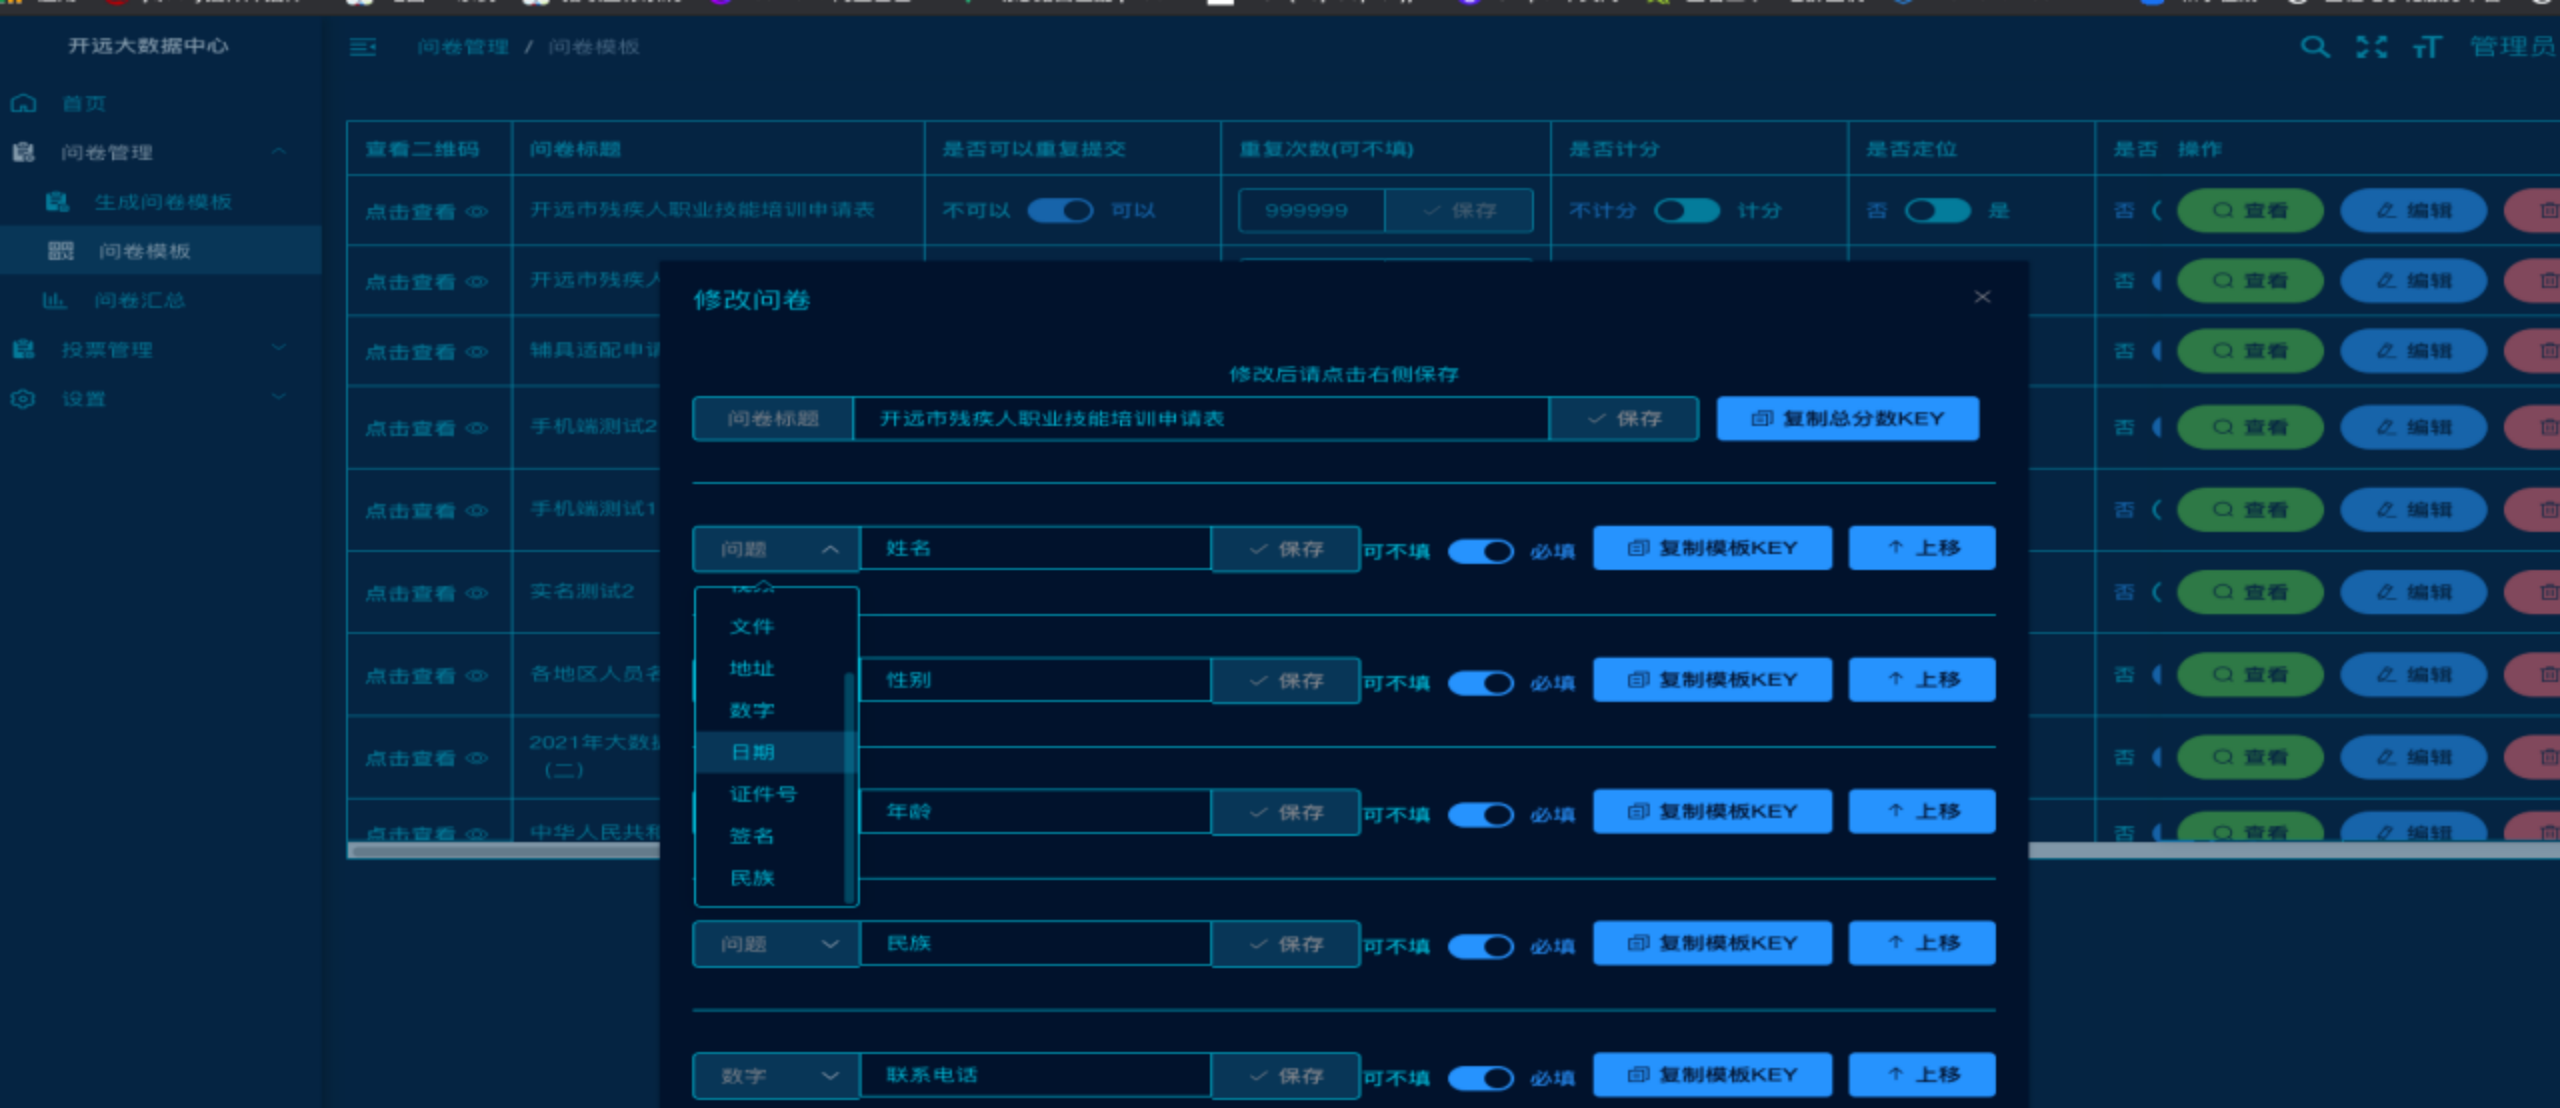 开远大数据中心
问卷管理 / 问卷模板
管理员
首页
问卷管理
生成问卷模板
问卷模板
问卷汇总
投票管理
设置
查看二维码 问卷标题 是否可以重复提交 重复次数(可不填) 是否计分 是否定位 是否 操作
点击查看 开远市残疾人职业技能培训申请表 不可以 可以 999999 保存 不计分 计分 否 是 否 查看 编辑
点击查看 开远市残疾人 否 查看 编辑
点击查看 辅具适配申请 否 查看 编辑
点击查看 手机端测试2 否 查看 编辑
点击查看 手机端测试1 否 查看 编辑
点击查看 实名测试2 否 查看 编辑
点击查看 各地区人员名 否 查看 编辑
点击查看 2021年大数据
（二） 否 查看 编辑
点击查看 中华人民共和 否 查看 编辑
修改问卷
修改后请点击右侧保存
问卷标题 开远市残疾人职业技能培训申请表 保存 复制总分数KEY
问题 姓名 保存 可不填 必填 复制模板KEY 上移
文件
地址
数字
日期
证件号
签名
民族
性别 保存 可不填 必填 复制模板KEY 上移
年龄 保存 可不填 必填 复制模板KEY 上移
问题 民族 保存 可不填 必填 复制模板KEY 上移
数字 联系电话 保存 可不填 必填 复制模板KEY 上移